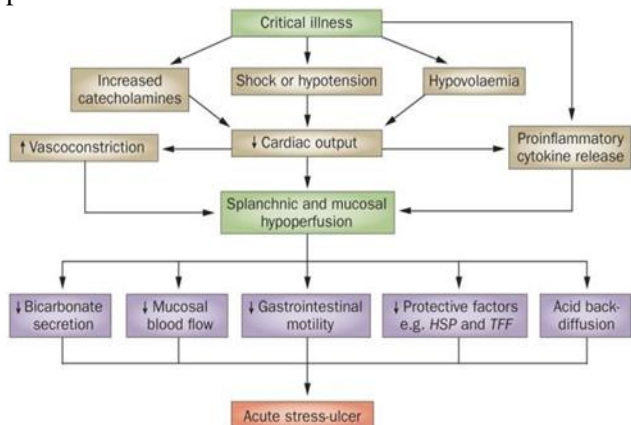 Critical illness
Increased
catecholamines
Shock or hypotension
Hypovolaemia
↑ Vasoconstriction
↓ Cardiac output
Proinflammatory
cytokine release
Splanchnic and mucosal
hypoperfusion
↓ Bicarbonate
secretion
↓ Mucosal
blood flow
↓ Gastrointestinal
motility
↓ Protective factors
e.g. HSP and TFF
Acid back-
diffusion
Acute stress-ulcer